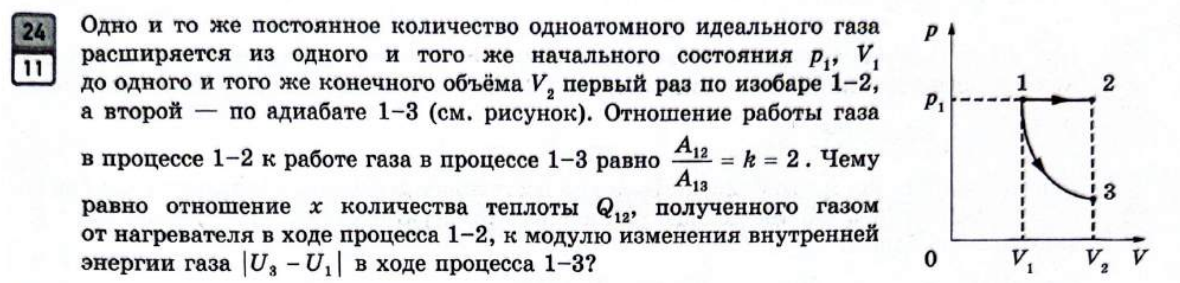 24
11
Одно и то же постоянное количество одноатомного идеального газа
расширяется из одного и того же начального состояния p₁, V₁
до одного и того же конечного объёма V₂ первый раз по изобаре 1–2,
а второй — по адиабате 1–3 (см. рисунок). Отношение работы газа
в процессе 1–2 к работе газа в процессе 1–3 равно A₁₂/A₁₃ = k = 2 . Чему
равно отношение x количества теплоты Q₁₂, полученного газом
от нагревателя в ходе процесса 1–2, к модулю изменения внутренней
энергии газа |U₃ – U₁| в ходе процесса 1–3?
p
1 2
p₁
3
0 V₁ V₂ V